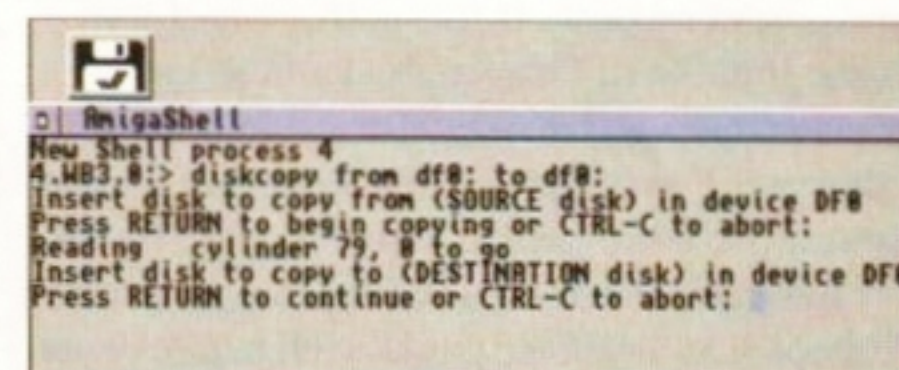 AmigaShell
New Shell process 4
4.WB3.0:> diskcopy from df0: to df0:
Insert disk to copy from (SOURCE disk) in device DF0
Press RETURN to begin copying or CTRL-C to abort:
Reading   cylinder 79, 0 to go
Insert disk to copy to (DESTINATION disk) in device DF0
Press RETURN to continue or CTRL-C to abort: